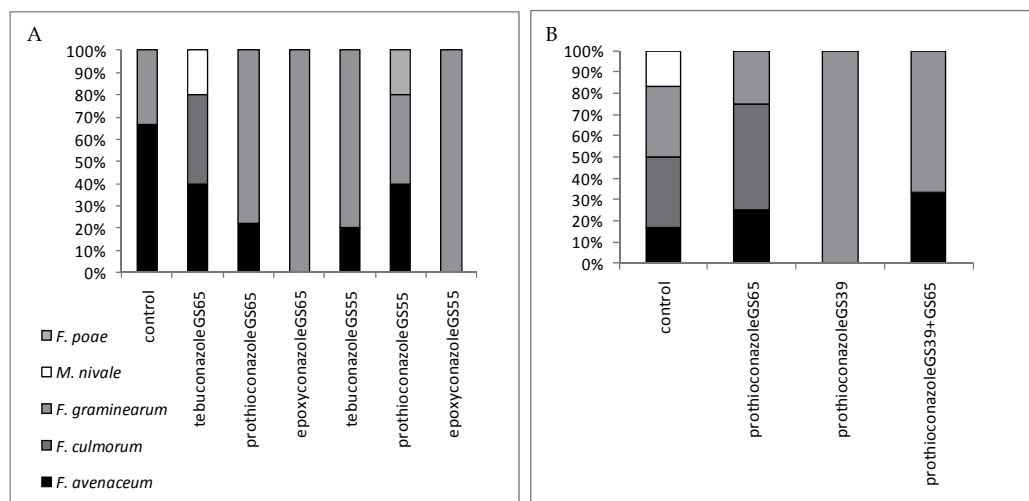 A
100%
90%
80%
70%
60%
50%
40%
30%
20%
10%
0%
control
tebuconazoleGS65
prothioconazoleGS65
epoxyconazoleGS65
tebuconazoleGS55
prothioconazoleGS55
epoxyconazoleGS55
F. poae
M. nivale
F. graminearum
F. culmorum
F. avenaceum
B
100%
90%
80%
70%
60%
50%
40%
30%
20%
10%
0%
control
prothioconazoleGS65
prothioconazoleGS39
prothioconazoleGS39+GS65